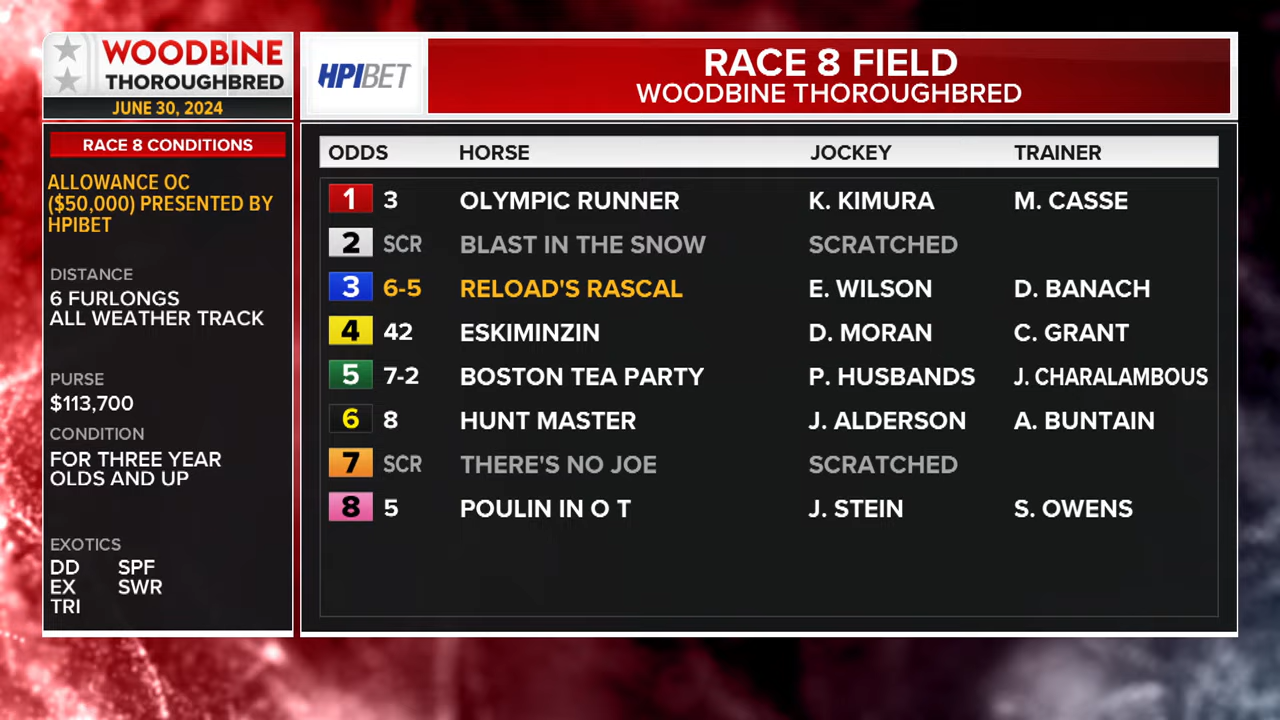 WOODBINE
THOROUGHBRED
JUNE 30, 2024
HPIBET
RACE 8 FIELD
WOODBINE THOROUGHBRED
RACE 8 CONDITIONS
ALLOWANCE OC
($50,000) PRESENTED BY
HPIBET
DISTANCE
6 FURLONGS
ALL WEATHER TRACK
PURSE
$113,700
CONDITION
FOR THREE YEAR
OLDS AND UP
EXOTICS
DD SPF
EX SWR
TRI
ODDS HORSE JOCKEY TRAINER
1 3 OLYMPIC RUNNER K. KIMURA M. CASSE
2 SCR BLAST IN THE SNOW SCRATCHED
3 6-5 RELOAD'S RASCAL E. WILSON D. BANACH
4 42 ESKIMINZIN D. MORAN C. GRANT
5 7-2 BOSTON TEA PARTY P. HUSBANDS J. CHARALAMBOUS
6 8 HUNT MASTER J. ALDERSON A. BUNTAIN
7 SCR THERE'S NO JOE SCRATCHED
8 5 POULIN IN O T J. STEIN S. OWENS